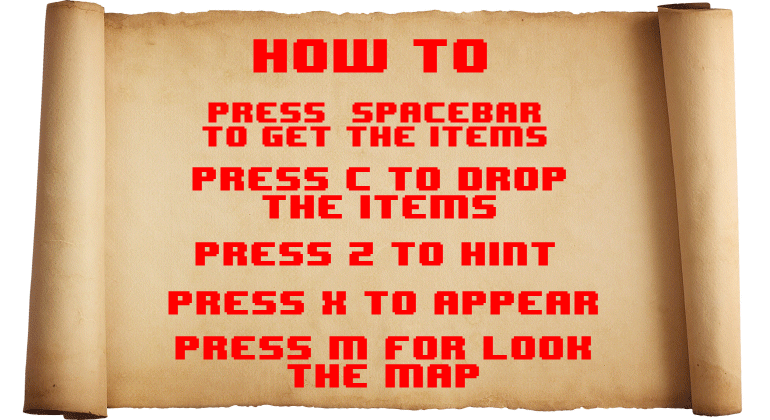 HOW TO
PRESS SPACEBAR
TO GET THE ITEMS
PRESS C TO DROP
THE ITEMS
PRESS Z TO HINT
PRESS X TO APPEAR
PRESS M FOR LOOK
THE MAP